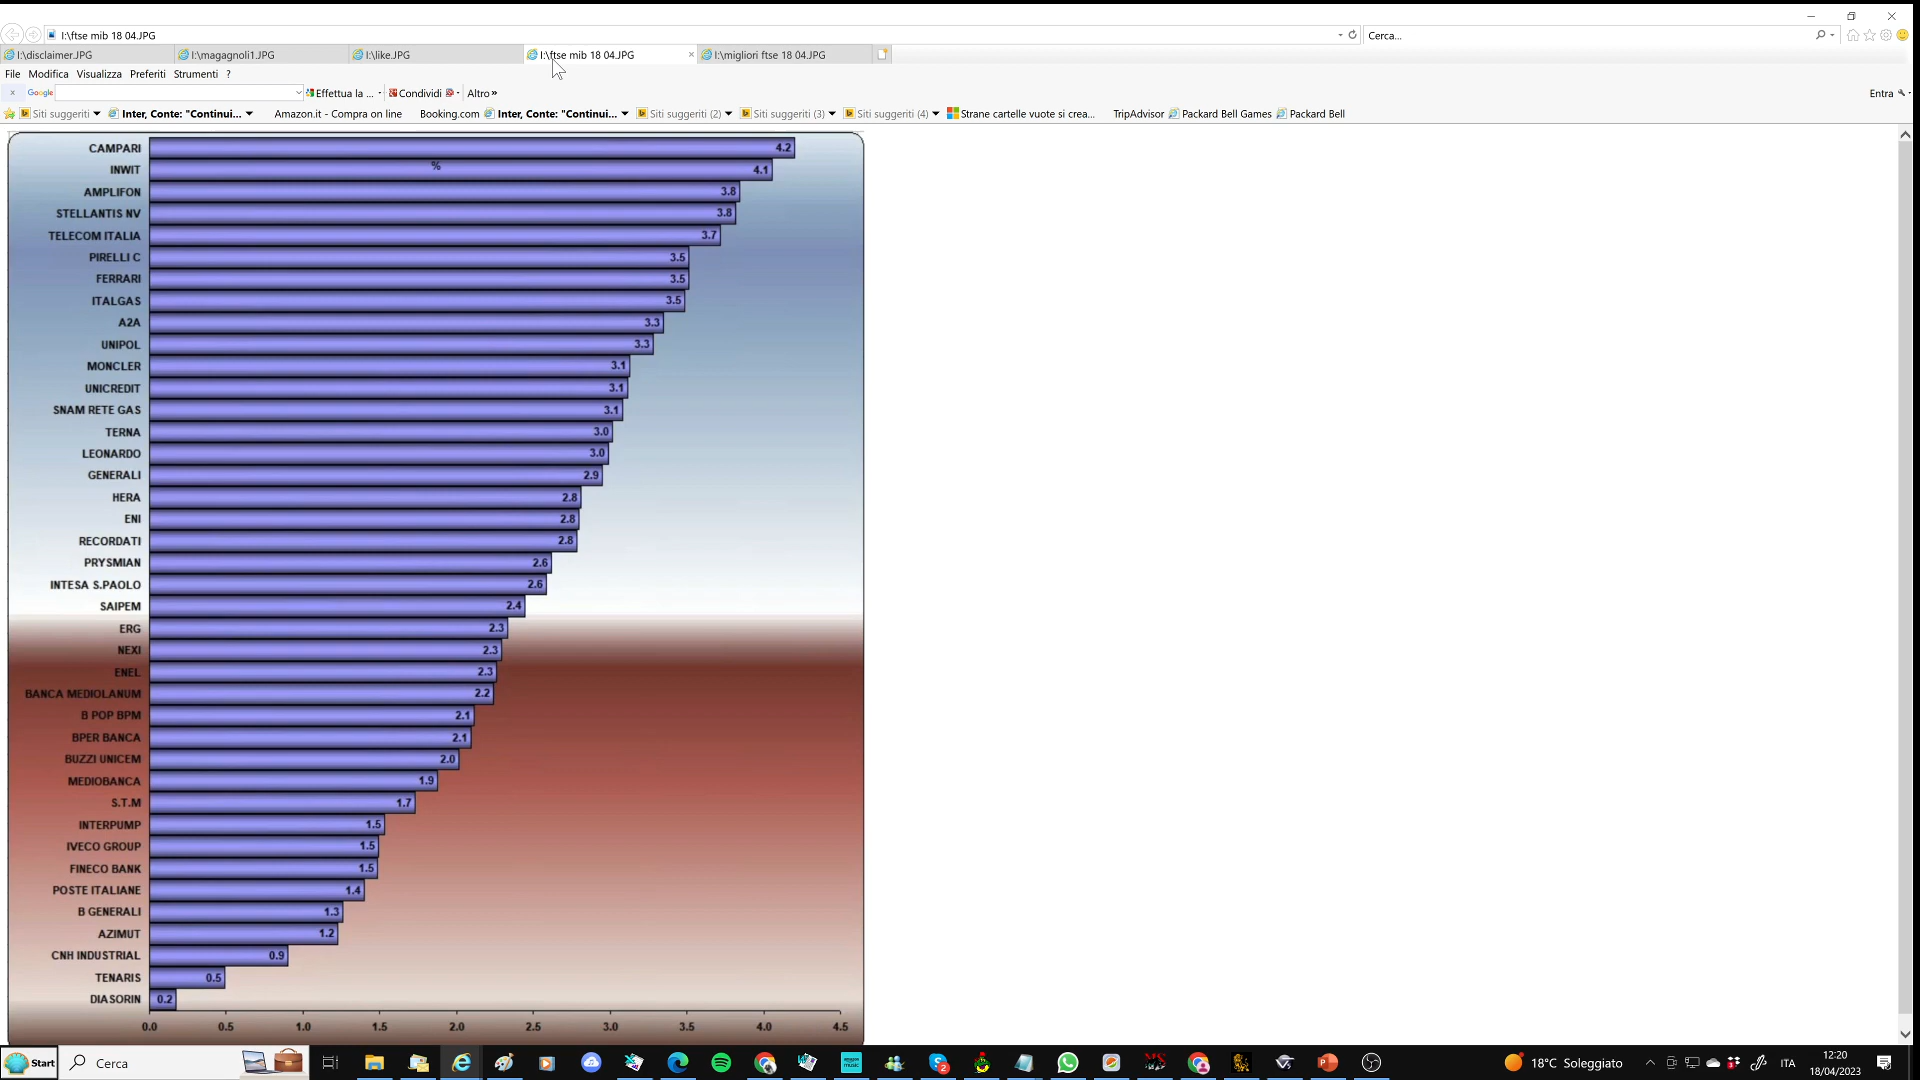 I:\ftse mib 18 04.JPG
Cerca...
I:\disclaimer.JPG
I:\magagnoli1.JPG
I:\like.JPG
I:\ftse mib 18 04.JPG
I:\migliori ftse 18 04.JPG
File Modifica Visualizza Preferiti Strumenti ?
x Google Effettua la ... Condividi Altro » Entra
Siti suggeriti Inter, Conte: "Continui... Amazon.it - Compra on line Booking.com Inter, Conte: "Continui... Siti suggeriti (2) Siti suggeriti (3) Siti suggeriti (4) Strane cartelle vuote si crea... TripAdvisor Packard Bell Games Packard Bell
CAMPARI 4.2
%
INWIT 4.1
AMPLIFON 3.8
STELLANTIS NV 3.8
TELECOM ITALIA 3.7
PIRELLI C 3.5
FERRARI 3.5
ITALGAS 3.5
A2A 3.3
UNIPOL 3.3
MONCLER 3.1
UNICREDIT 3.1
SNAM RETE GAS 3.1
TERNA 3.0
LEONARDO 3.0
GENERALI 2.9
HERA 2.8
ENI 2.8
RECORDATI 2.8
PRYSMIAN 2.6
INTESA S.PAOLO 2.6
SAIPEM 2.4
ERG 2.3
NEXI 2.3
ENEL 2.3
BANCA MEDIOLANUM 2.2
B POP BPM 2.1
BPER BANCA 2.1
BUZZI UNICEM 2.0
MEDIOBANCA 1.9
S.T.M 1.7
INTERPUMP 1.5
IVECO GROUP 1.5
FINECO BANK 1.5
POSTE ITALIANE 1.4
B GENERALI 1.3
AZIMUT 1.2
CNH INDUSTRIAL 0.9
TENARIS 0.5
DIASORIN 0.2
0.0 0.5 1.0 1.5 2.0 2.5 3.0 3.5 4.0 4.5
Start Cerca 18°C Soleggiato ITA 12:20
18/04/2023